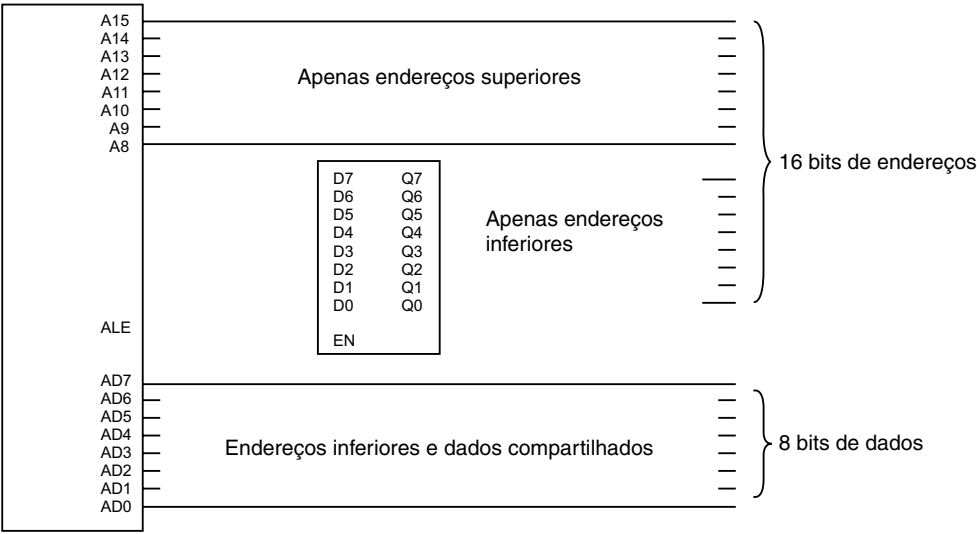 A15
A14
A13
A12
A11
A10
A9
A8
Apenas endereços superiores
16 bits de endereços
D7 Q7
D6 Q6
D5 Q5
D4 Q4
D3 Q3
D2 Q2
D1 Q1
D0 Q0
EN
Apenas endereços
inferiores
ALE
AD7
AD6
AD5
AD4
AD3
AD2
AD1
AD0
Endereços inferiores e dados compartilhados
8 bits de dados